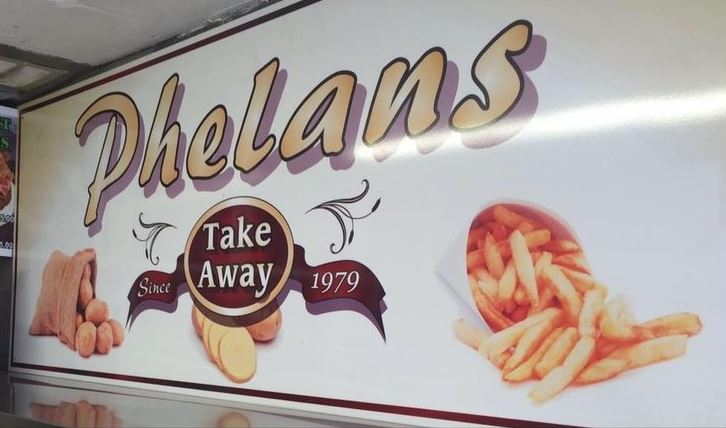 Phelans
Take
Away
Since 1979